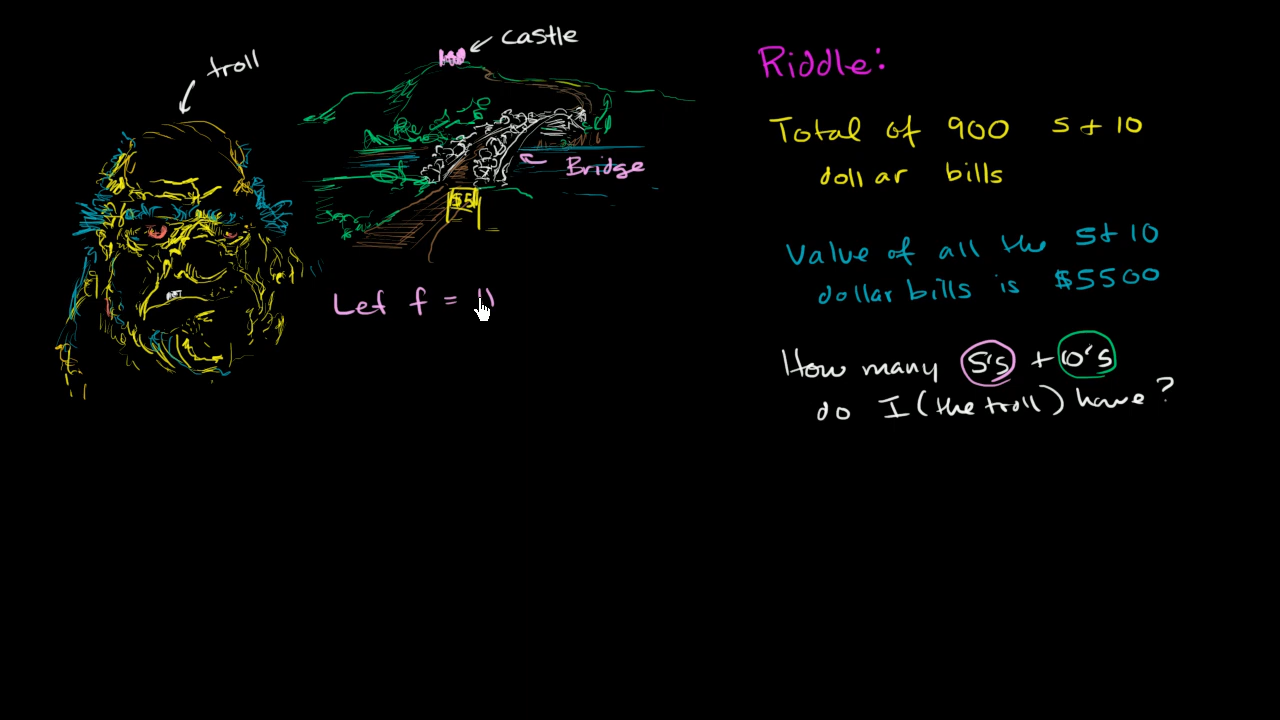 troll
castle
Bridge
$5
Riddle:
Total of 900 5 + 10
dollar bills
Value of all the 5 + 10
dollar bills is $5500
How many 5's + 10's
do I (the troll) have?
Let f =